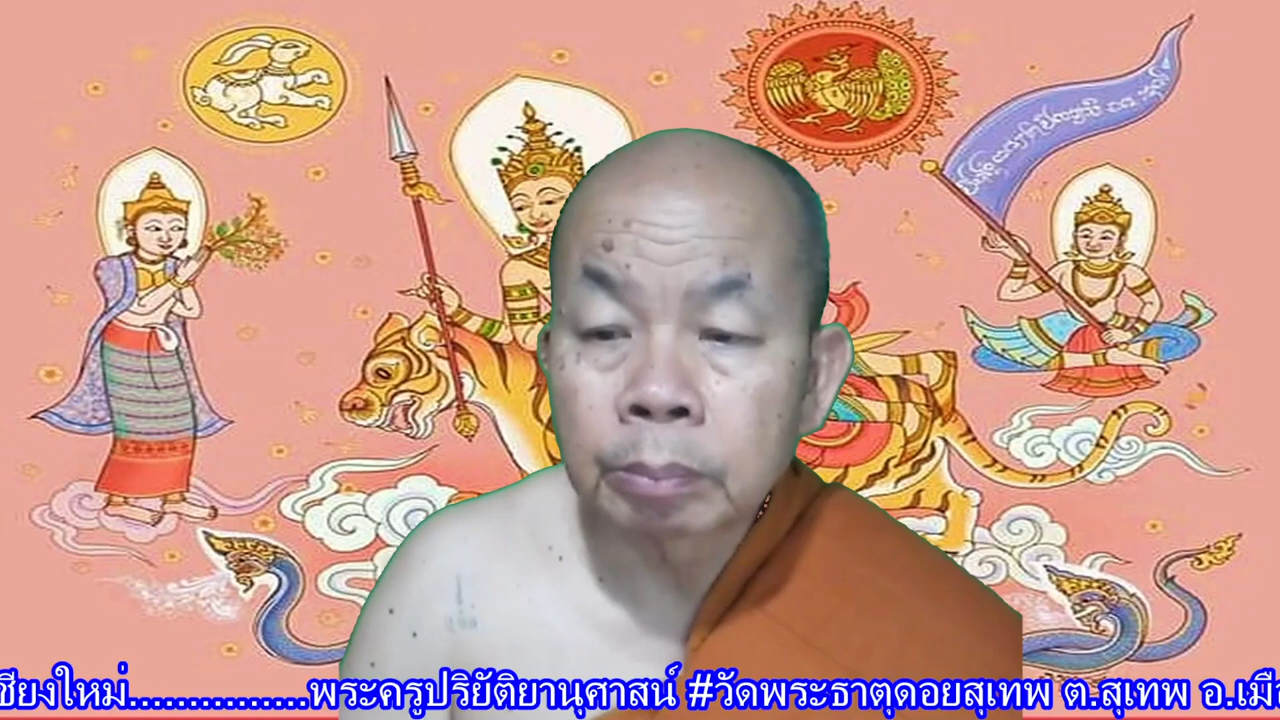 ชียงใหม่...............พระครูปริยัติยานุศาสน์ #วัดพระธาตุดอยสุเทพ ต.สุเทพ อ.เมือ